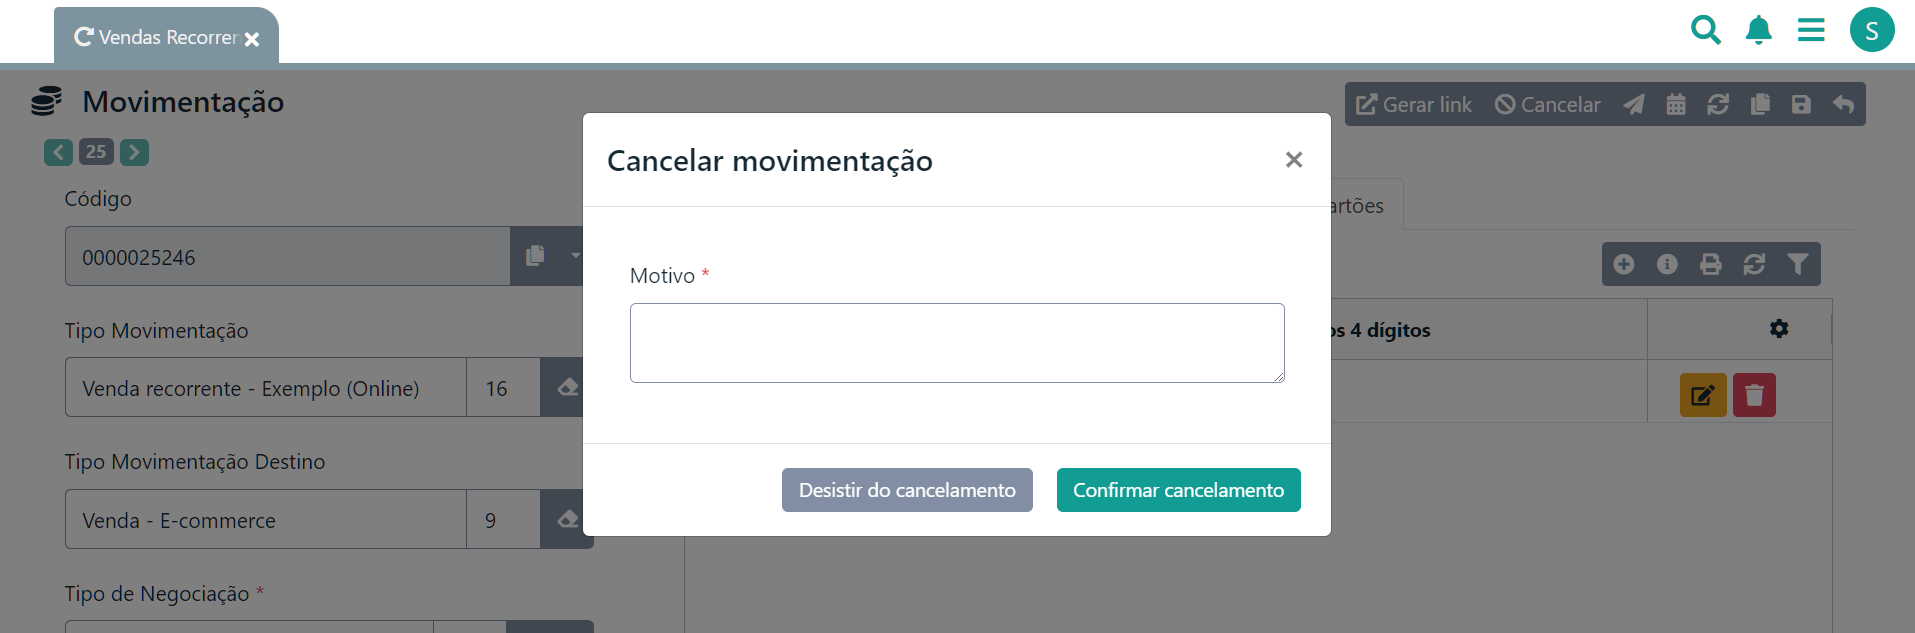 Vendas Recorrer
S
Movimentação
Gerar link
Cancelar
25
Código
0000025246
Tipo Movimentação
Venda recorrente - Exemplo (Online)
16
Tipo Movimentação Destino
Venda - E-commerce
9
Tipo de Negociação *
Cancelar movimentação
×
Motivo *
Desistir do cancelamento
Confirmar cancelamento
artões
os 4 dígitos